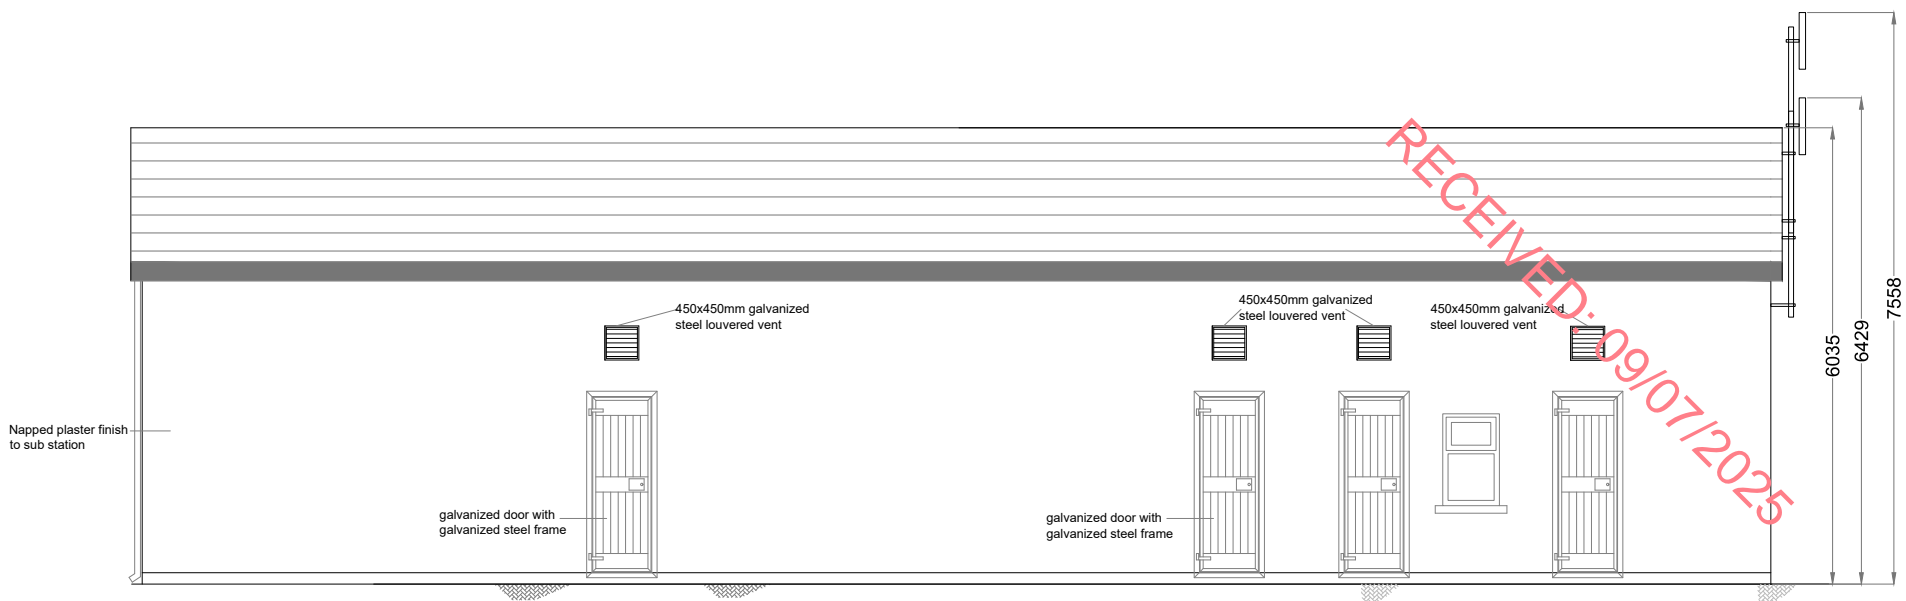 450x450mm galvanized
steel louvered vent
450x450mm galvanized
steel louvered vent
450x450mm galvanized
steel louvered vent
Napped plaster finish
to sub station
galvanized door with
galvanized steel frame
galvanized door with
galvanized steel frame
6035
6429
7558
RECEIVED: 09/07/2025